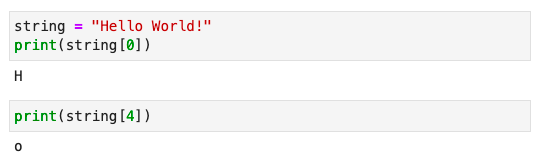 string = "Hello World!"
print(string[0])
H
print(string[4])
o